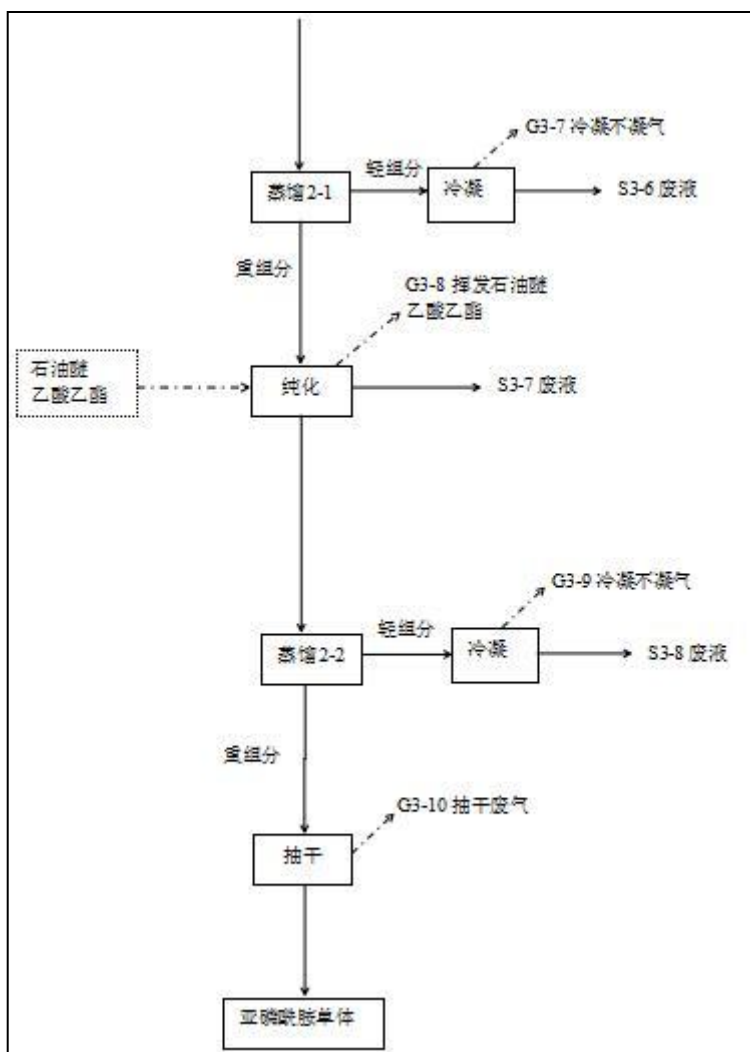 G3-7 冷凝不凝气
轻组分
蒸馏2-1
冷凝
S3-6 废液
重组分
G3-8 挥发石油醚
乙酸乙酯
石油醚
乙酸乙酯
纯化
S3-7 废液
G3-9 冷凝不凝气
轻组分
蒸馏2-2
冷凝
S3-8 废液
重组分
G3-10 抽干废气
抽干
亚磷酰胺单体